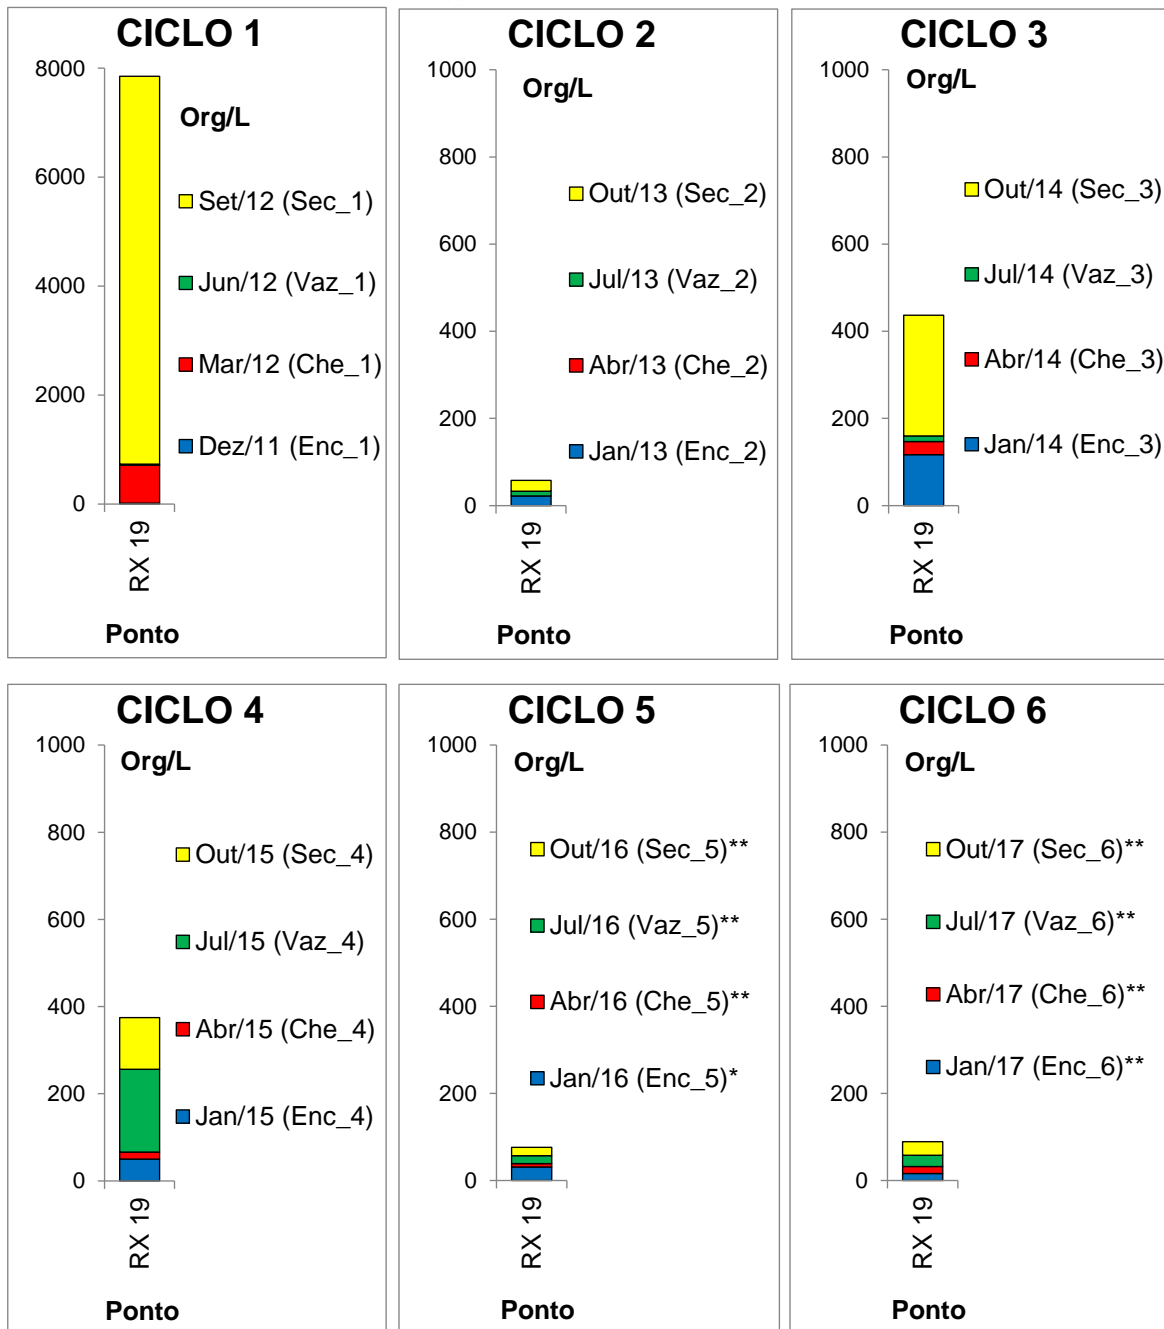 CICLO 1
8000
6000
4000
2000
0
Org/L
Set/12 (Sec_1)
Jun/12 (Vaz_1)
Mar/12 (Che_1)
Dez/11 (Enc_1)
RX 19
Ponto
CICLO 2
1000
800
600
400
200
0
Org/L
Out/13 (Sec_2)
Jul/13 (Vaz_2)
Abr/13 (Che_2)
Jan/13 (Enc_2)
RX 19
Ponto
CICLO 3
1000
800
600
400
200
0
Org/L
Out/14 (Sec_3)
Jul/14 (Vaz_3)
Abr/14 (Che_3)
Jan/14 (Enc_3)
RX 19
Ponto
CICLO 4
1000
800
600
400
200
0
Org/L
Out/15 (Sec_4)
Jul/15 (Vaz_4)
Abr/15 (Che_4)
Jan/15 (Enc_4)
RX 19
Ponto
CICLO 5
1000
800
600
400
200
0
Org/L
Out/16 (Sec_5)**
Jul/16 (Vaz_5)**
Abr/16 (Che_5)**
Jan/16 (Enc_5)*
RX 19
Ponto
CICLO 6
1000
800
600
400
200
0
Org/L
Out/17 (Sec_6)**
Jul/17 (Vaz_6)**
Abr/17 (Che_6)**
Jan/17 (Enc_6)**
RX 19
Ponto